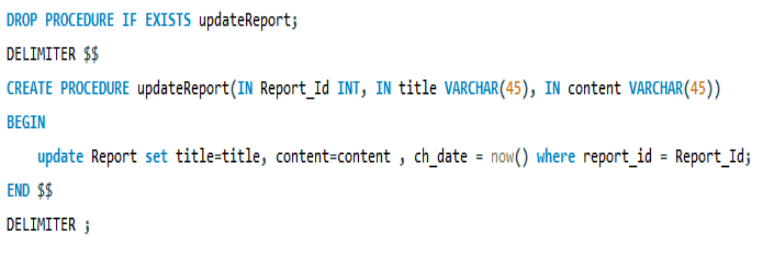 DROP PROCEDURE IF EXISTS updateReport;
DELIMITER $$
CREATE PROCEDURE updateReport(IN Report_Id INT, IN title VARCHAR(45), IN content VARCHAR(45))
BEGIN
    update Report set title=title, content=content , ch_date = now() where report_id = Report_Id;
END $$
DELIMITER ;